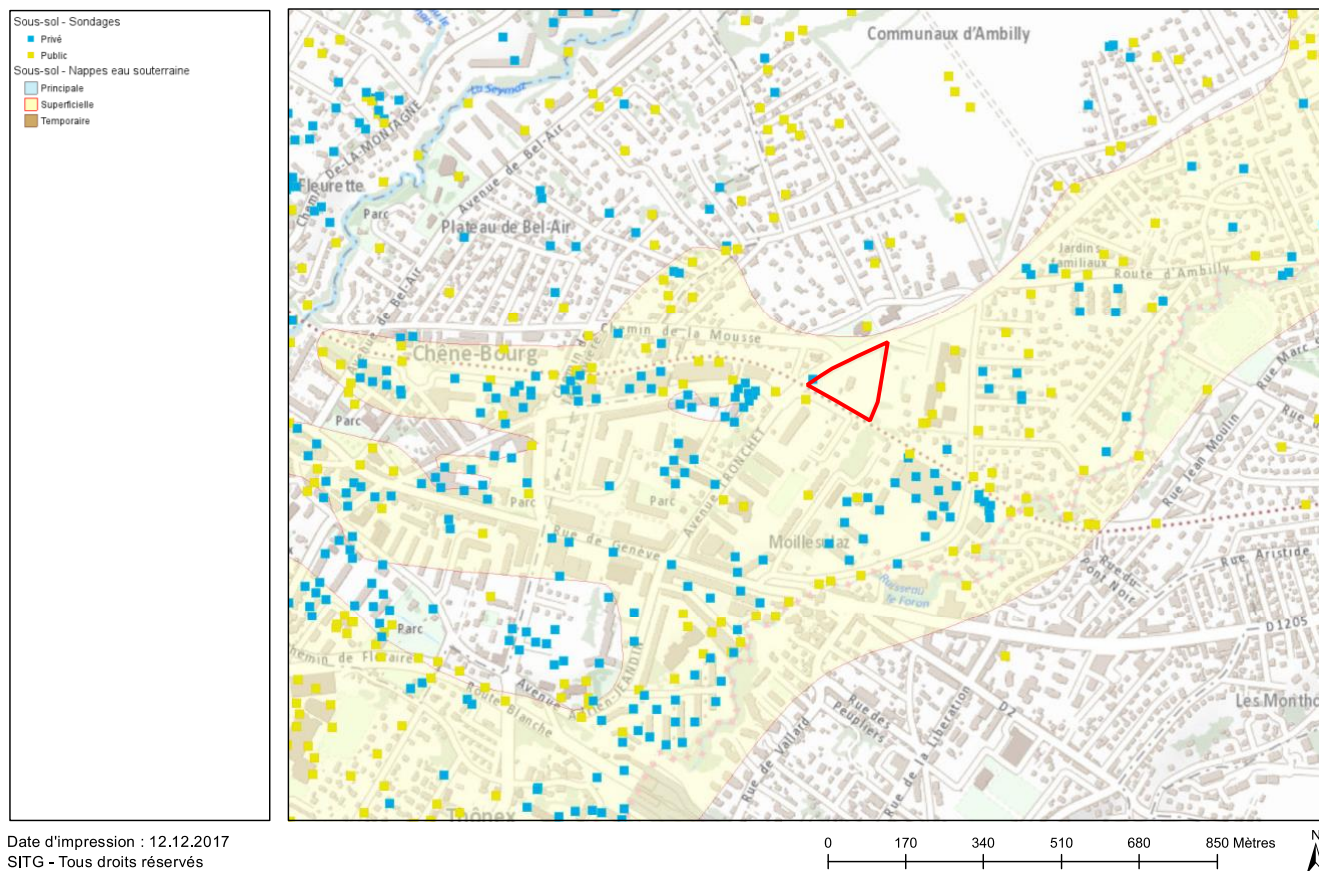 Sous-sol - Sondages
Privé
Public
Sous-sol - Nappes eau souterraine
Principale
Superficielle
Temporaire
Communaux d'Ambilly
La Seymaz
Chemin DE-LA-MONTAGNE
Avenue de Bel-Air
Fleurette
Parc
Plateau de Bel-Air
Avenue de Bel-Air
Jardins
familiaux
Route d'Ambilly
Chemin de la Mousse
Chêne-Bourg
Rue Marc
Parc
Rue Jean Moulin
Avenue TRONCHET
Parc
Parc
Rue de Genève
Moillesulaz
Rue Aristide
Rue du
Pont Noir
Ruisseau
le Foron
D1205
Parc
Chemin de Floraire
Avenue Adrien-JEANDIN
Route Blanche
Rue des
Peupliers
Rue de la Libération
D2
Rue de Vallard
Les Montho
Thônex
Date d'impression : 12.12.2017
SITG - Tous droits réservés
0 170 340 510 680 850 Mètres
N